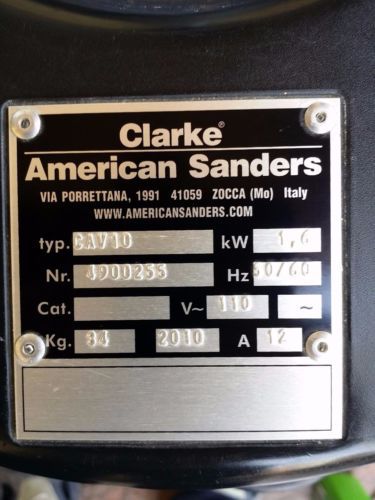 Clarke®
American Sanders
VIA PORRETTANA, 1991 41059 ZOCCA (Mo) Italy
WWW.AMERICANSANDERS.COM
typ. CAV10 kW 1,6
Nr. 4900255 Hz 50/60
Cat. V~ 110 ~
Kg. 34 2010 A 12